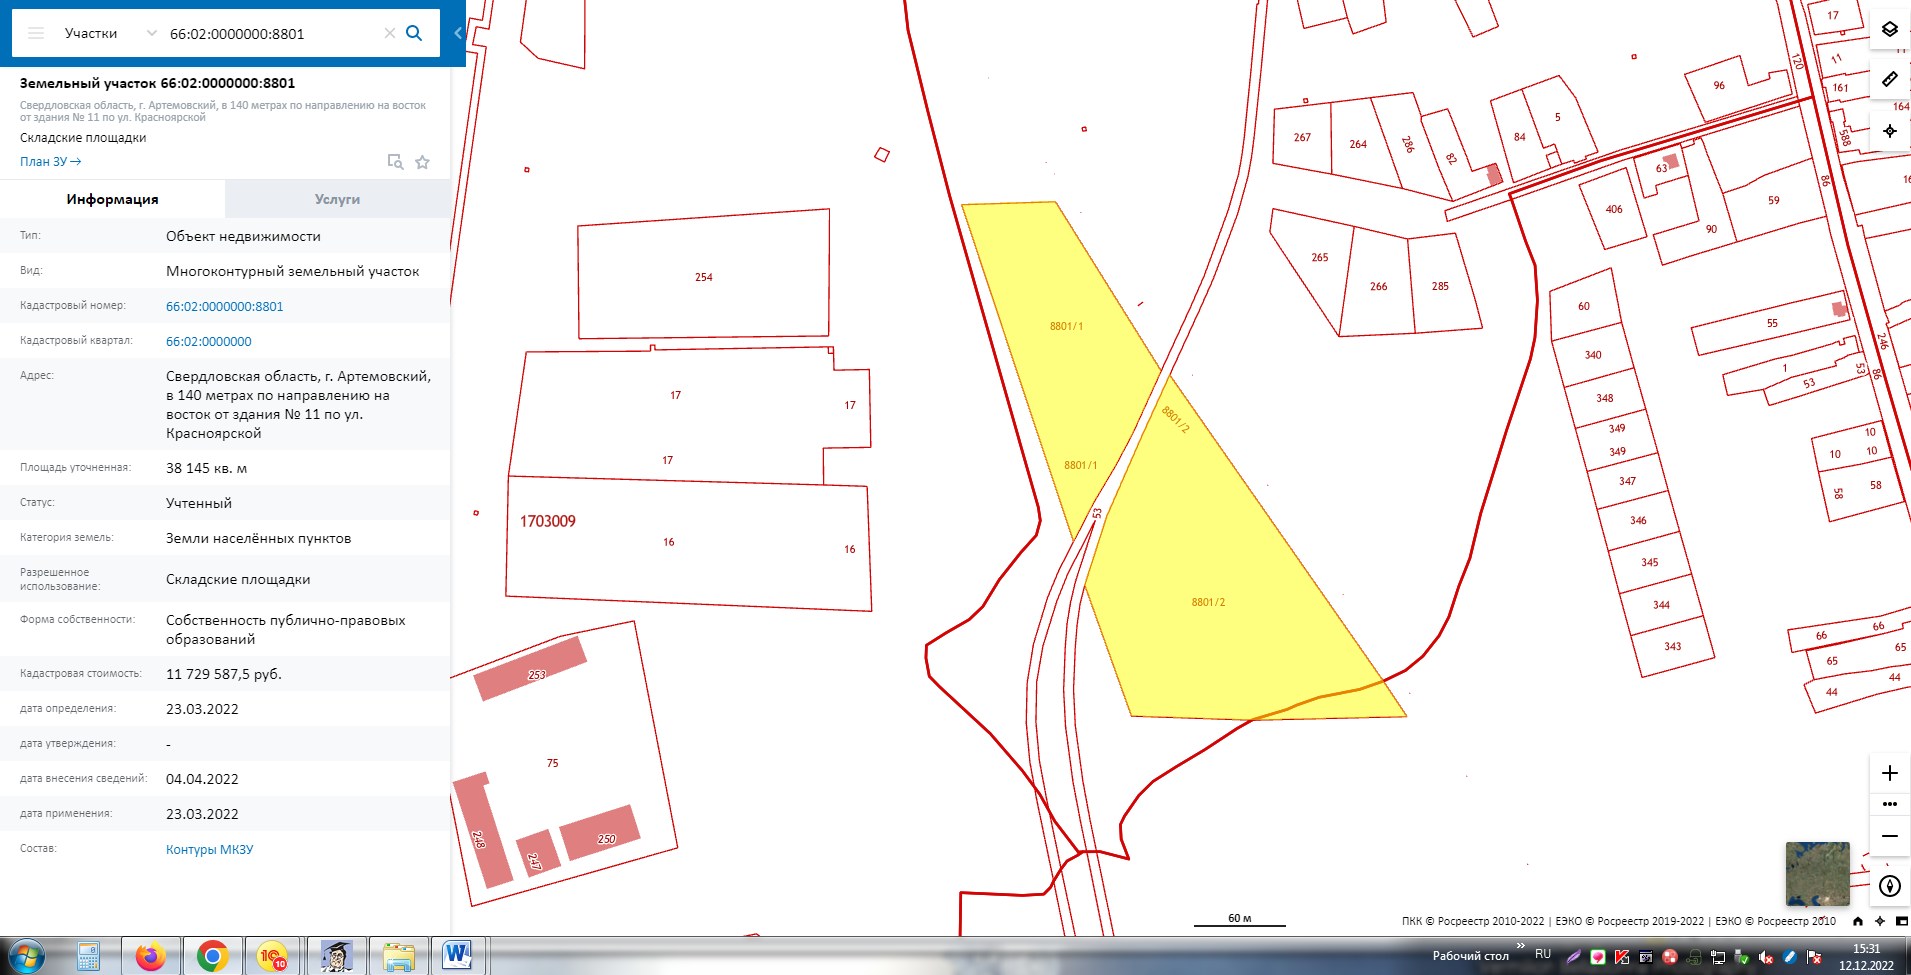 Участки
66:02:0000000:8801
Земельный участок 66:02:0000000:8801
Свердловская область, г. Артемовский, в 140 метрах по направлению на восток
от здания № 11 по ул. Красноярской
Складские площадки
План ЗУ →
Информация
Услуги
Тип:
Объект недвижимости
Вид:
Многоконтурный земельный участок
Кадастровый номер:
66:02:0000000:8801
Кадастровый квартал:
66:02:0000000
Адрес:
Свердловская область, г. Артемовский,
в 140 метрах по направлению на
восток от здания № 11 по ул.
Красноярской
Площадь уточненная:
38 145 кв. м
Статус:
Учтенный
Категория земель:
Земли населённых пунктов
Разрешенное
использование:
Складские площадки
Форма собственности:
Собственность публично-правовых
образований
Кадастровая стоимость:
11 729 587,5 руб.
дата определения:
23.03.2022
дата утверждения:
-
дата внесения сведений:
04.04.2022
дата применения:
23.03.2022
Состав:
Контуры МКЗУ
254
17
17
17
1703009
16
16
253
75
248
247
250
8801/1
8801/1
8801/2
8801/2
53
267
264
286
82
84
5
96
120
17
11
161
164
588
63
406
90
59
86
16
265
266
285
60
340
348
349
349
347
346
345
344
343
55
1
53
53
86
246
10
10
10
58
58
66
66
65
65
44
44
60 м
ПКК © Росреестр 2010-2022 | ЕЭКО © Росреестр 2019-2022 | ЕЭКО © Росреестр 2010
Рабочий стол
»
RU
15:31
12.12.2022